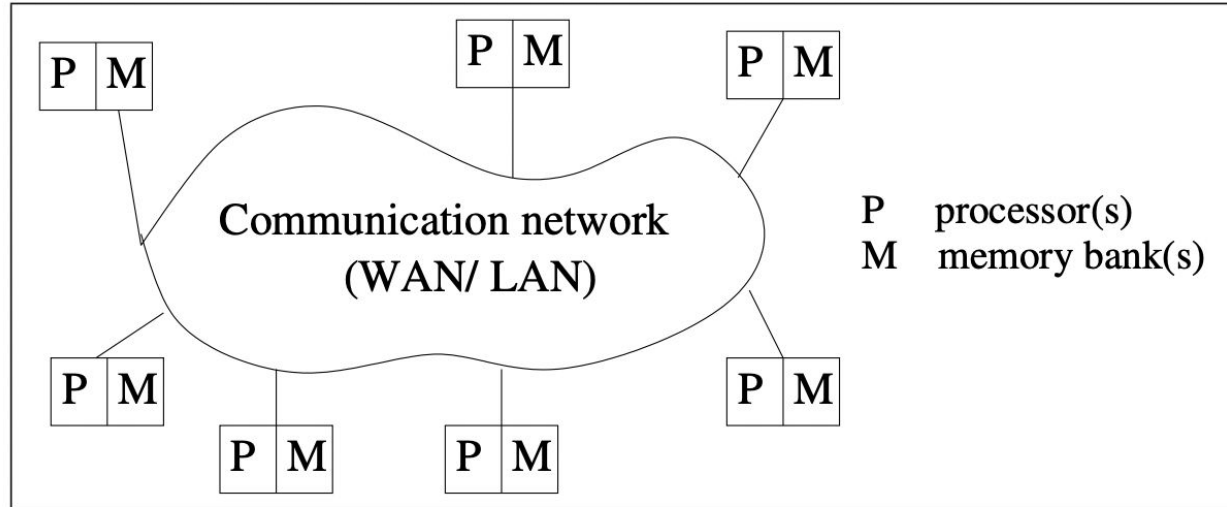 P M
P M
P M
Communication network
(WAN/ LAN)
P processor(s)
M memory bank(s)
P M
P M
P M
P M